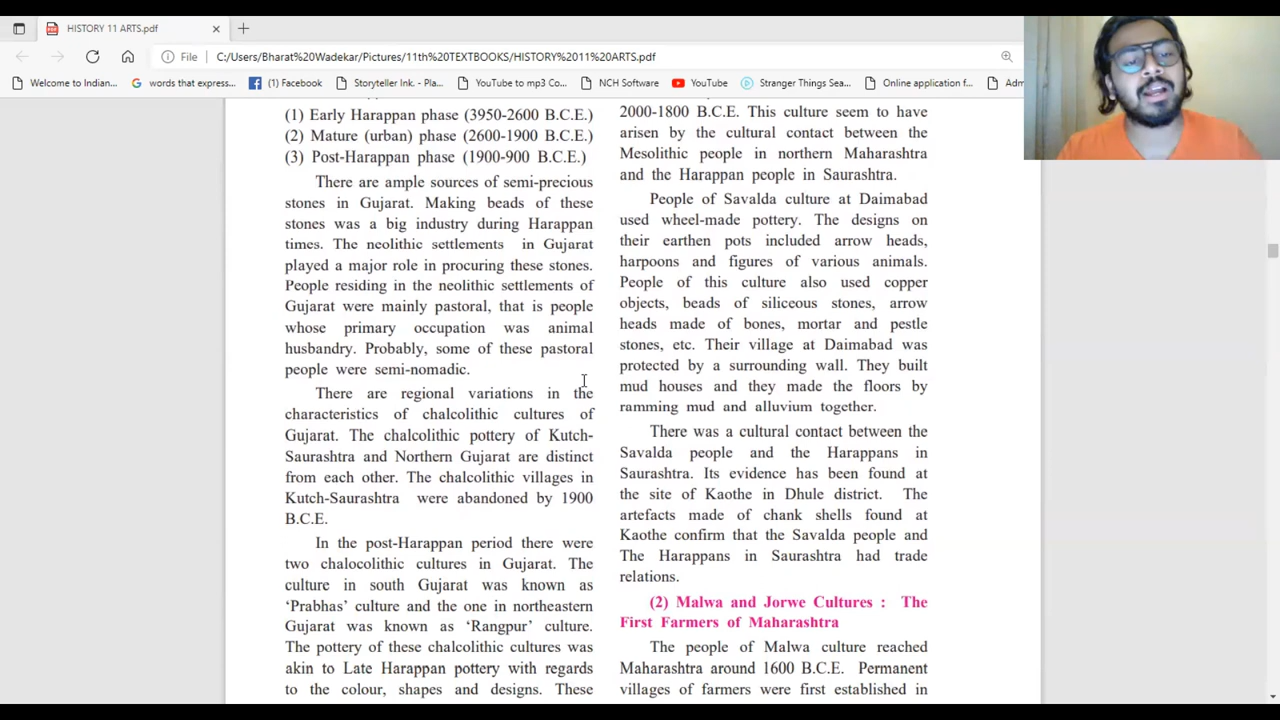 HISTORY 11 ARTS.pdf
File
C:/Users/Bharat%20Wadekar/Pictures/11th%20TEXTBOOKS/HISTORY%2011%20ARTS.pdf
Welcome to Indian...
words that express...
(1) Facebook
Storyteller Ink. - Pla...
YouTube to mp3 Co...
NCH Software
YouTube
Stranger Things Sea...
Online application f...
Adm
(1) Early Harappan phase (3950-2600 B.C.E.)
(2) Mature (urban) phase (2600-1900 B.C.E.)
(3) Post-Harappan phase (1900-900 B.C.E.)
There are ample sources of semi-precious
stones in Gujarat. Making beads of these
stones was a big industry during Harappan
times. The neolithic settlements in Gujarat
played a major role in procuring these stones.
People residing in the neolithic settlements of
Gujarat were mainly pastoral, that is people
whose primary occupation was animal
husbandry. Probably, some of these pastoral
people were semi-nomadic.
There are regional variations in the
characteristics of chalcolithic cultures of
Gujarat. The chalcolithic pottery of Kutch-
Saurashtra and Northern Gujarat are distinct
from each other. The chalcolithic villages in
Kutch-Saurashtra were abandoned by 1900
B.C.E.
In the post-Harappan period there were
two chalocolithic cultures in Gujarat. The
culture in south Gujarat was known as
‘Prabhas’ culture and the one in northeastern
Gujarat was known as ‘Rangpur’ culture.
The pottery of these chalcolithic cultures was
akin to Late Harappan pottery with regards
to the colour, shapes and designs. These
2000-1800 B.C.E. This culture seem to have
arisen by the cultural contact between the
Mesolithic people in northern Maharashtra
and the Harappan people in Saurashtra.
People of Savalda culture at Daimabad
used wheel-made pottery. The designs on
their earthen pots included arrow heads,
harpoons and figures of various animals.
People of this culture also used copper
objects, beads of siliceous stones, arrow
heads made of bones, mortar and pestle
stones, etc. Their village at Daimabad was
protected by a surrounding wall. They built
mud houses and they made the floors by
ramming mud and alluvium together.
There was a cultural contact between the
Savalda people and the Harappans in
Saurashtra. Its evidence has been found at
the site of Kaothe in Dhule district. The
artefacts made of chank shells found at
Kaothe confirm that the Savalda people and
The Harappans in Saurashtra had trade
relations.
(2) Malwa and Jorwe Cultures : The
First Farmers of Maharashtra
The people of Malwa culture reached
Maharashtra around 1600 B.C.E. Permanent
villages of farmers were first established in